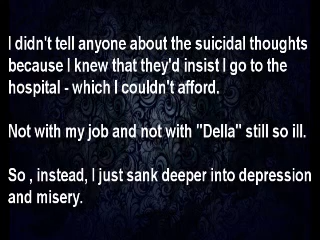 I didn't tell anyone about the suicidal thoughts
because I knew that they'd insist I go to the
hospital - which I couldn't afford.
Not with my job and not with "Della" still so ill.
So , instead, I just sank deeper into depression
and misery.